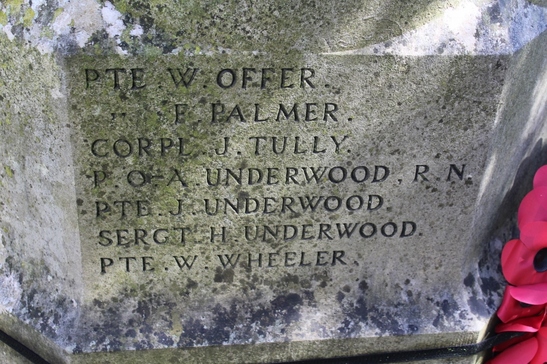 PTE W. OFFER.
" F. PALMER.
CORPL J. TULLY.
P. O-A. UNDERWOOD. R.N.
PTE. J. UNDERWOOD.
SERGT H. UNDERWOOD.
PTE. W. WHEELER.